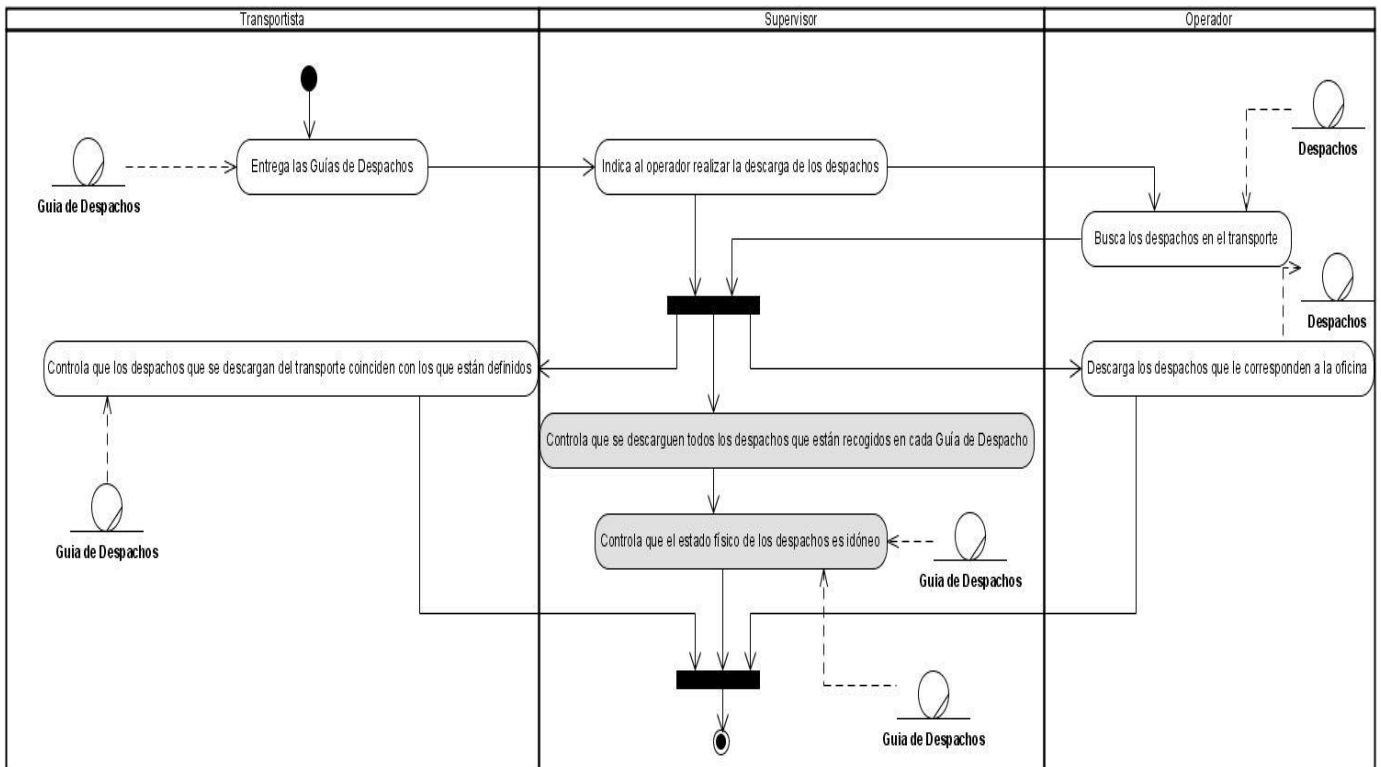 Transportista
Supervisor
Operador
Entrega las Guías de Despachos
Guia de Despachos
Indica al operador realizar la descarga de los despachos
Despachos
Busca los despachos en el transporte
Despachos
Controla que los despachos que se descargan del transporte coinciden con los que están definidos
Descarga los despachos que le corresponden a la oficina
Controla que se descarguen todos los despachos que están recogidos en cada Guía de Despacho
Guia de Despachos
Controla que el estado físico de los despachos es idóneo
Guia de Despachos
Guia de Despachos